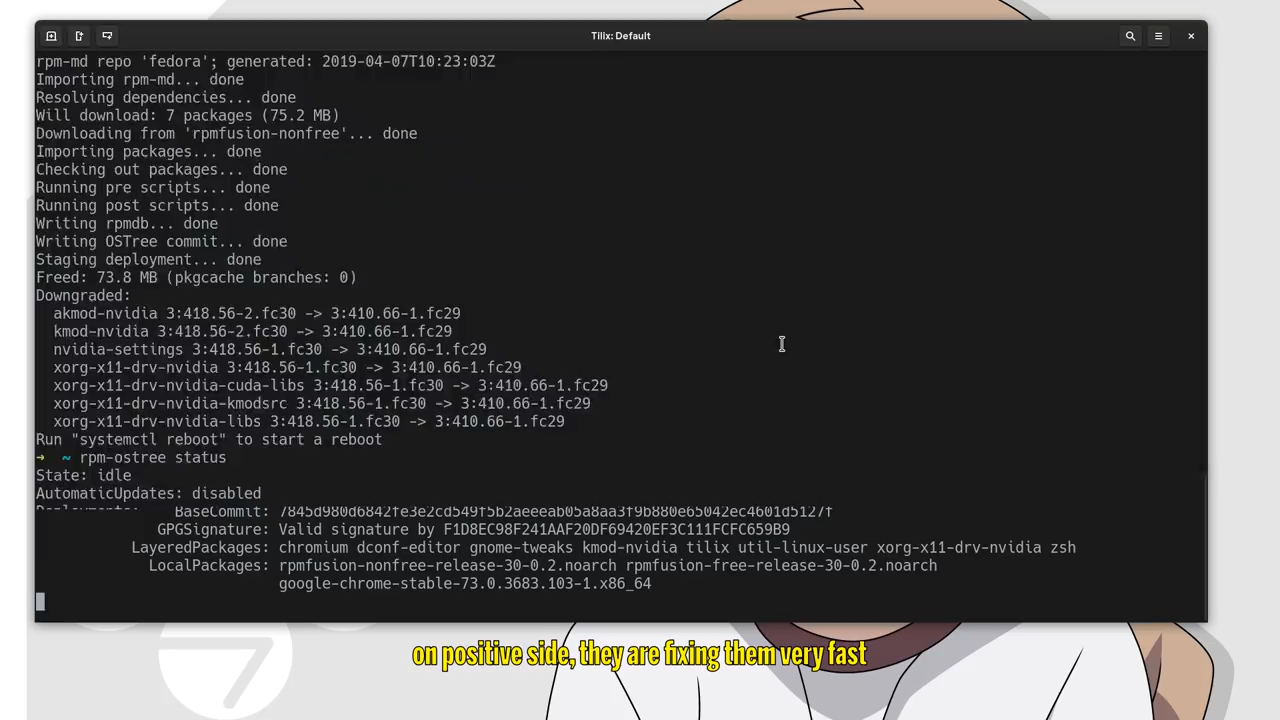 Tilix: Default
rpm-md repo 'fedora'; generated: 2019-04-07T10:23:03Z
Importing rpm-md... done
Resolving dependencies... done
Will download: 7 packages (75.2 MB)
Downloading from 'rpmfusion-nonfree'... done
Importing packages... done
Checking out packages... done
Running pre scripts... done
Running post scripts... done
Writing rpmdb... done
Writing OSTree commit... done
Staging deployment... done
Freed: 73.8 MB (pkgcache branches: 0)
Downgraded:
akmod-nvidia 3:418.56-2.fc30 -> 3:410.66-1.fc29
kmod-nvidia 3:418.56-2.fc30 -> 3:410.66-1.fc29
nvidia-settings 3:418.56-1.fc30 -> 3:410.66-1.fc29
xorg-x11-drv-nvidia 3:418.56-1.fc30 -> 3:410.66-1.fc29
xorg-x11-drv-nvidia-cuda-libs 3:418.56-1.fc30 -> 3:410.66-1.fc29
xorg-x11-drv-nvidia-kmodsrc 3:418.56-1.fc30 -> 3:410.66-1.fc29
xorg-x11-drv-nvidia-libs 3:418.56-1.fc30 -> 3:410.66-1.fc29
Run "systemctl reboot" to start a reboot
➜ ~ rpm-ostree status
State: idle
AutomaticUpdates: disabled
BaseCommit: 7845d980d6842fe3e2cd549f5b2aeeeab05a8aa3f9b880e65042ec4601d5127f
GPGSignature: Valid signature by F1D8EC98F241AAF20DF69420EF3C111FCFC659B9
LayeredPackages: chromium dconf-editor gnome-tweaks kmod-nvidia tilix util-linux-user xorg-x11-drv-nvidia zsh
LocalPackages: rpmfusion-nonfree-release-30-0.2.noarch rpmfusion-free-release-30-0.2.noarch
google-chrome-stable-73.0.3683.103-1.x86_64
on positive side, they are fixing them very fast